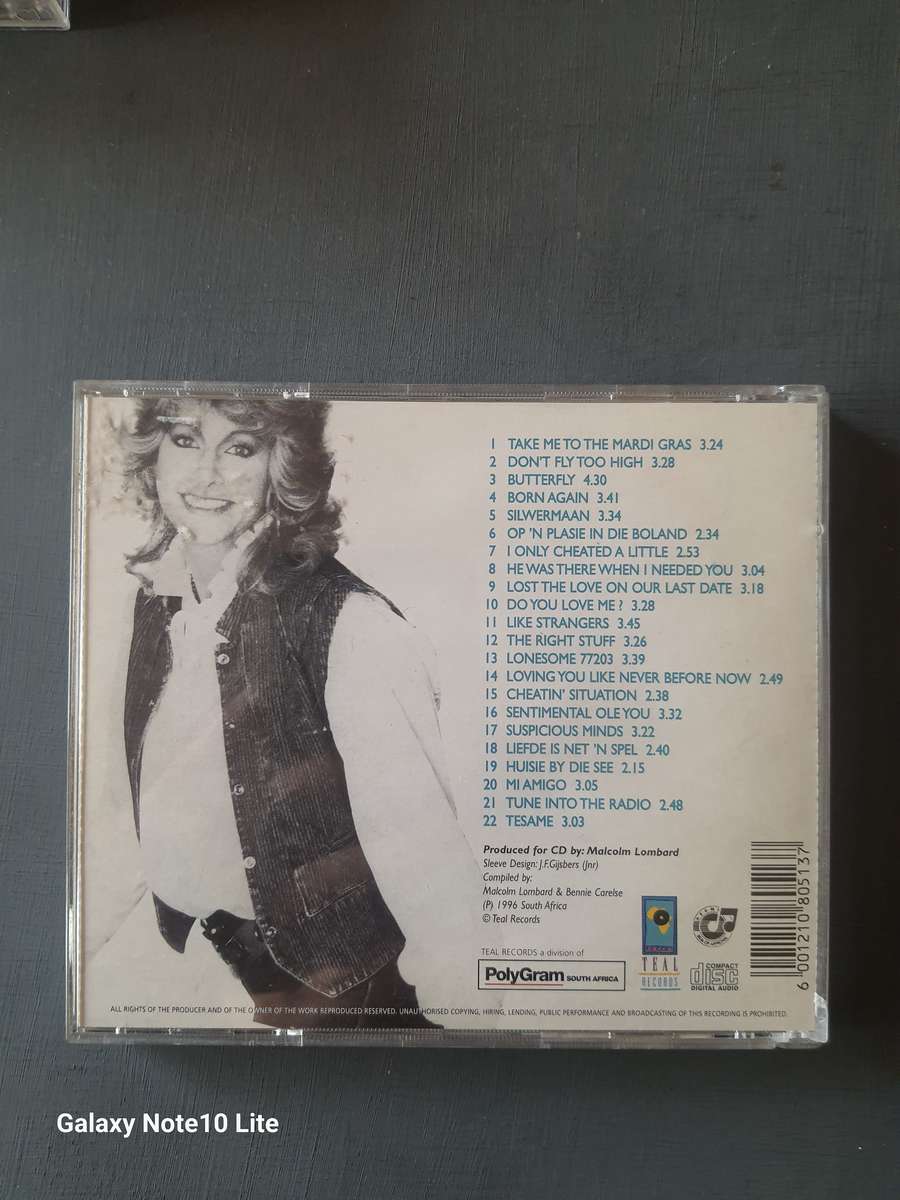 1 TAKE ME TO THE MARDI GRAS 3.24
2 DON'T FLY TOO HIGH 3.28
3 BUTTERFLY 4.30
4 BORN AGAIN 3.41
5 SILWERMAAN 3.34
6 OP 'N PLASIE IN DIE BOLAND 2.34
7 I ONLY CHEATED A LITTLE 2.53
8 HE WAS THERE WHEN I NEEDED YOU 3.04
9 LOST THE LOVE ON OUR LAST DATE 3.18
10 DO YOU LOVE ME ? 3.28
11 LIKE STRANGERS 3.45
12 THE RIGHT STUFF 3.26
13 LONESOME 77203 3.39
14 LOVING YOU LIKE NEVER BEFORE NOW 2.49
15 CHEATIN' SITUATION 2.38
16 SENTIMENTAL OLE YOU 3.32
17 SUSPICIOUS MINDS 3.22
18 LIEFDE IS NET 'N SPEL 2.40
19 HUISIE BY DIE SEE 2.15
20 MI AMIGO 3.05
21 TUNE INTO THE RADIO 2.48
22 TESAME 3.03
Produced for CD by: Malcolm Lombard
Sleeve Design: J.F.Gijsbers (Jnr)
Compiled by:
Malcolm Lombard & Bennie Carelse
(P) 1996 South Africa
© Teal Records
TEAL RECORDS a division of
PolyGram SOUTH AFRICA
TEAL
RECORDS
COMPACT
disc
DIGITAL AUDIO
6 001210 805137
ALL RIGHTS OF THE PRODUCER AND OF THE OWNER OF THE WORK REPRODUCED RESERVED. UNAUTHORISED COPYING, HIRING, LENDING, PUBLIC PERFORMANCE AND BROADCASTING OF THIS RECORDING IS PROHIBITED.
Galaxy Note10 Lite